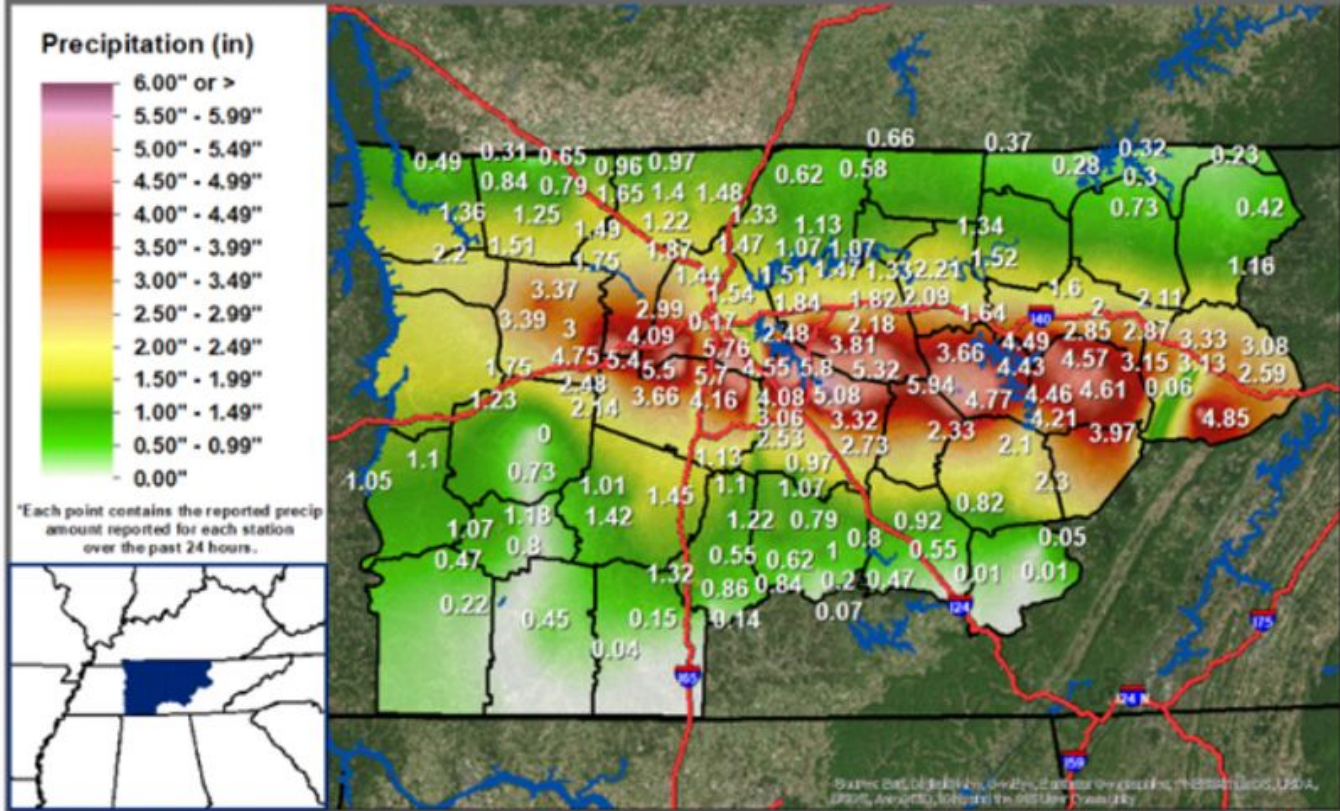 Precipitation (in)
6.00" or >
5.50" - 5.99"
5.00" - 5.49"
4.50" - 4.99"
4.00" - 4.49"
3.50" - 3.99"
3.00" - 3.49"
2.50" - 2.99"
2.00" - 2.49"
1.50" - 1.99"
1.00" - 1.49"
0.50" - 0.99"
0.00"
*Each point contains the reported precip
amount reported for each station
over the past 24 hours.
0.66 0.37
0.49 0.31 0.65 0.96 0.97 0.62 0.58 0.28 0.32 0.3 0.23
0.84 0.79 1.65 1.4 1.48 0.73 0.42
1.36 1.25 1.49 1.22 1.33 1.13 1.34
2.2 1.51 1.75 1.87 1.47 1.07 1.07 1.52 1.16
1.44 1.51 1.47 1.33 2.21
3.37 2.99 1.54 1.84 1.82 2.09 1.64 1.6 2 2.11
I40
3.39 3 4.09 0.17 2.48 2.18 4.49 2.85 2.87 3.33 3.08
1.75 4.75 5.4 5.5 5.76 4.55 5.8 3.81 5.32 3.66 4.43 4.57 3.15 3.13 2.59
1.23 2.48 2.14 3.66 5.7 4.16 4.08 5.08 5.94 4.77 4.46 4.61 0.06
3.06 3.32 4.21 3.97 4.85
0 2.53 2.73 2.33 2.1
1.05 1.1 0.73 1.01 1.13 0.97 2.3
1.45 1.1 1.07 0.82
1.07 1.18 1.42 1.22 0.79 0.92
0.47 0.8 0.55 0.62 1 0.8 0.55 0.05
1.32 0.86 0.84 0.2 0.47 0.01 0.01
0.22 0.45 0.15 0.14 0.07
I24
0.04
I75
I65
I24
I59